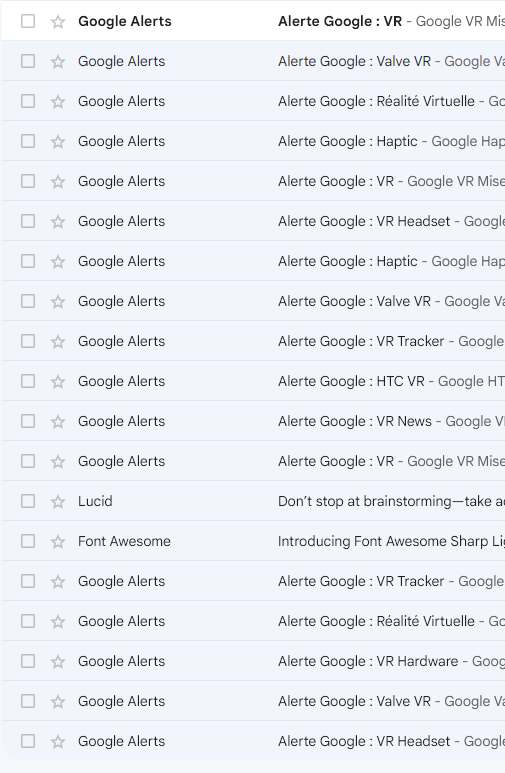 Google Alerts Alerte Google : VR - Google VR Mis
Google Alerts Alerte Google : Valve VR - Google Va
Google Alerts Alerte Google : Réalité Virtuelle - Go
Google Alerts Alerte Google : Haptic - Google Hap
Google Alerts Alerte Google : VR - Google VR Mise
Google Alerts Alerte Google : VR Headset - Google
Google Alerts Alerte Google : Haptic - Google Hap
Google Alerts Alerte Google : Valve VR - Google Va
Google Alerts Alerte Google : VR Tracker - Google
Google Alerts Alerte Google : HTC VR - Google HT
Google Alerts Alerte Google : VR News - Google V
Google Alerts Alerte Google : VR - Google VR Mise
Lucid Don’t stop at brainstorming—take a
Font Awesome Introducing Font Awesome Sharp Li
Google Alerts Alerte Google : VR Tracker - Google
Google Alerts Alerte Google : Réalité Virtuelle - Go
Google Alerts Alerte Google : VR Hardware - Goog
Google Alerts Alerte Google : Valve VR - Google Va
Google Alerts Alerte Google : VR Headset - Google